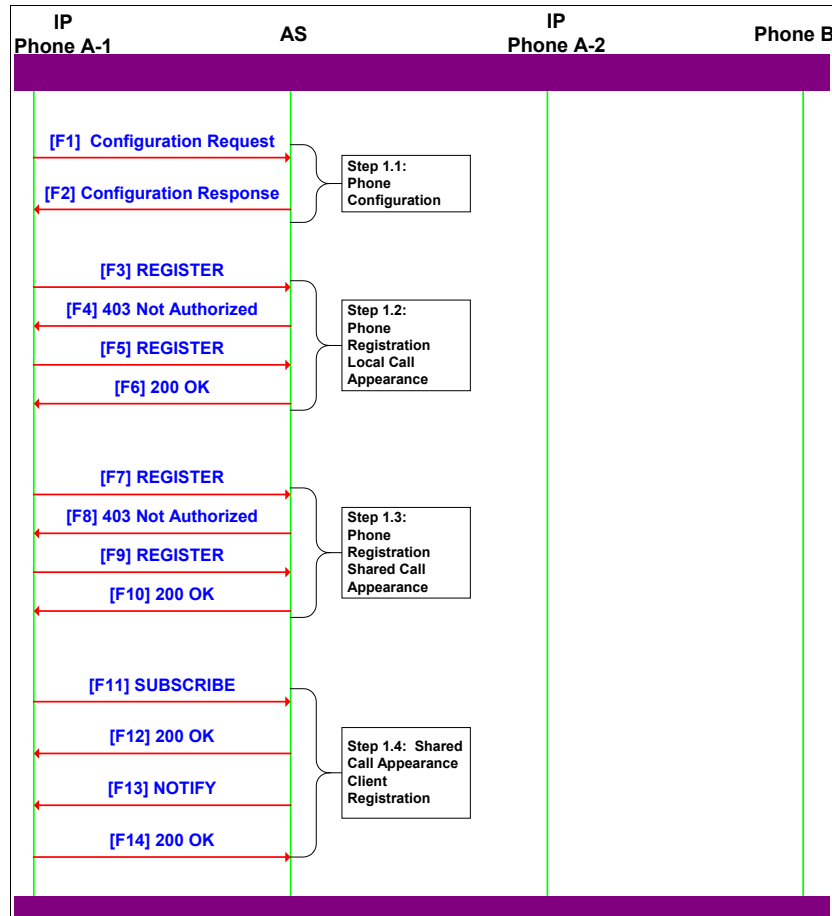 IP
Phone A-1
AS
IP
Phone A-2
Phone B
[F1] Configuration Request
[F2] Configuration Response
Step 1.1:
Phone
Configuration
[F3] REGISTER
[F4] 403 Not Authorized
[F5] REGISTER
[F6] 200 OK
Step 1.2:
Phone
Registration
Local Call
Appearance
[F7] REGISTER
[F8] 403 Not Authorized
[F9] REGISTER
[F10] 200 OK
Step 1.3:
Phone
Registration
Shared Call
Appearance
[F11] SUBSCRIBE
[F12] 200 OK
[F13] NOTIFY
[F14] 200 OK
Step 1.4: Shared
Call Appearance
Client
Registration